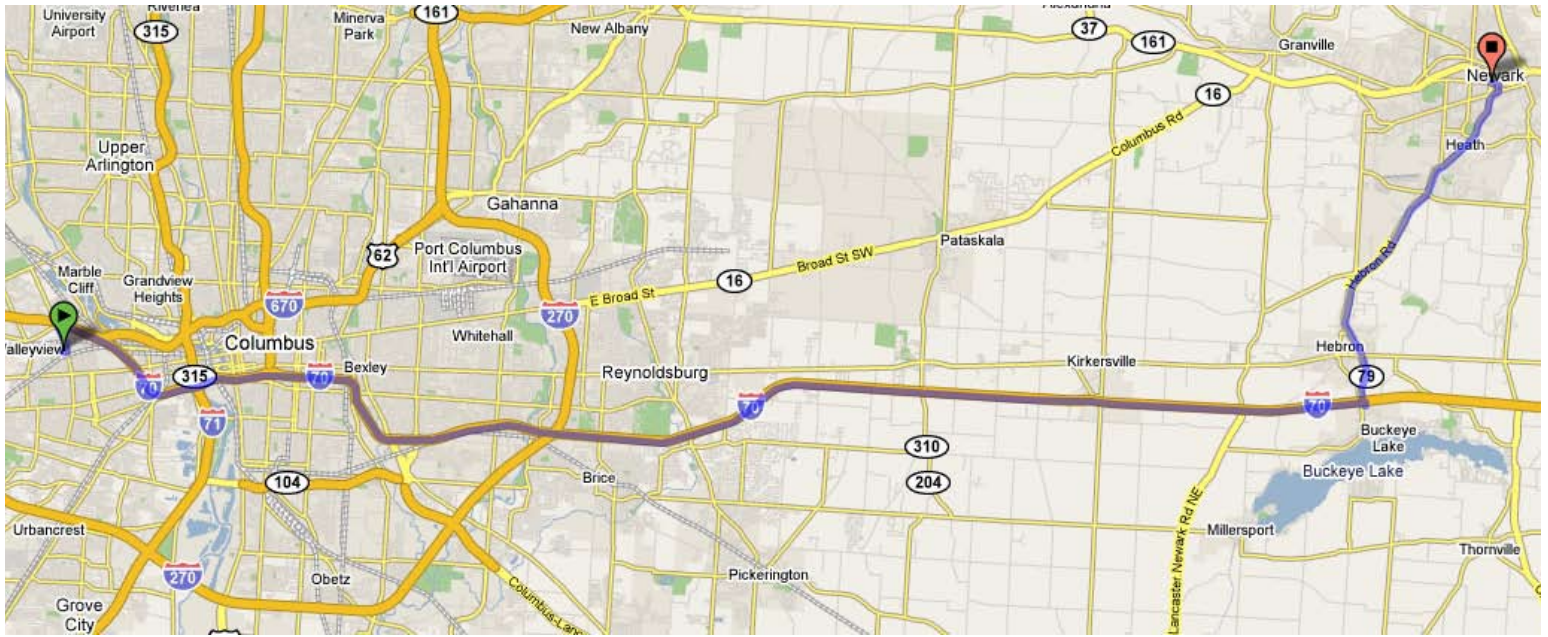 University
Airport
Rivenea
315
Minerva
Park
161
New Albany
Alexandria
37
161
Granville
Newark
16
Columbus Rd
Heath
Upper
Arlington
Gahanna
62
Port Columbus
Int'l Airport
Pataskala
Broad St SW
16
E Broad St
Marble
Cliff
Grandview
Heights
670
270
Hebron Rd
Valleyview
Columbus
Whitehall
Bexley
Reynoldsburg
Kirkersville
Hebron
70
315
70
71
70
70
79
310
204
Buckeye
Lake
Buckeye Lake
104
Brice
Urbancrest
Millersport
Thornville
Lancaster Newark Rd NE
270
Obetz
Pickerington
Columbus-Lanc
Grove
City